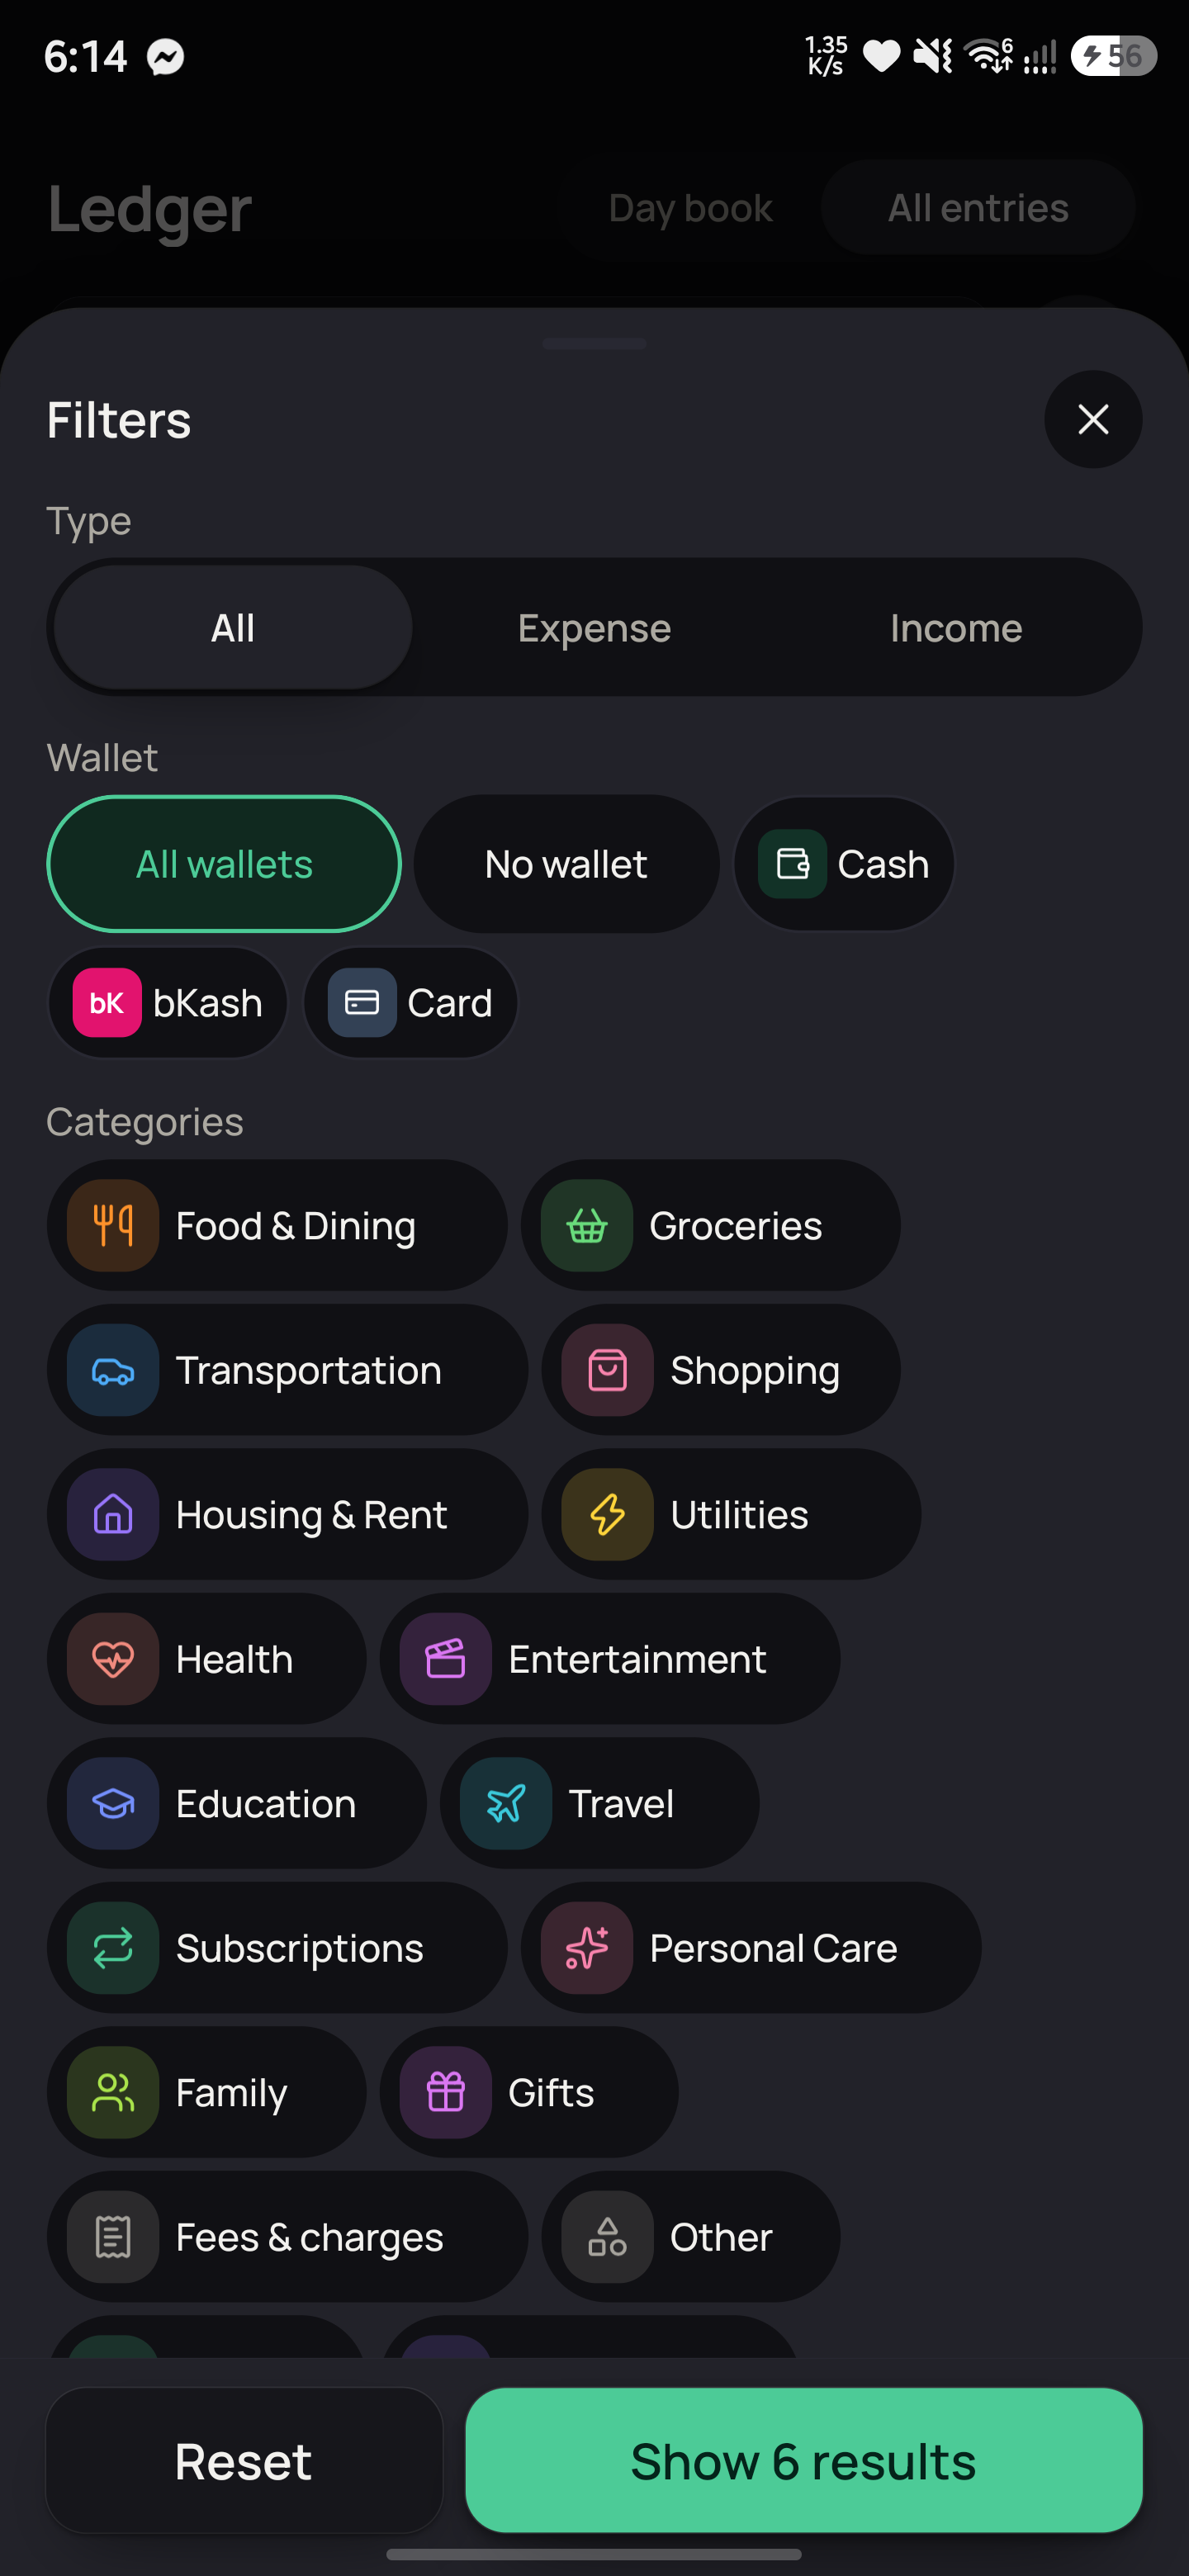 6:14
1.35
K/s
6
56
Ledger
Day book
All entries
Filters
Type
All
Expense
Income
Wallet
All wallets
No wallet
Cash
bK
bKash
Card
Categories
Food & Dining
Groceries
Transportation
Shopping
Housing & Rent
Utilities
Health
Entertainment
Education
Travel
Subscriptions
Personal Care
Family
Gifts
Fees & charges
Other
Reset
Show 6 results